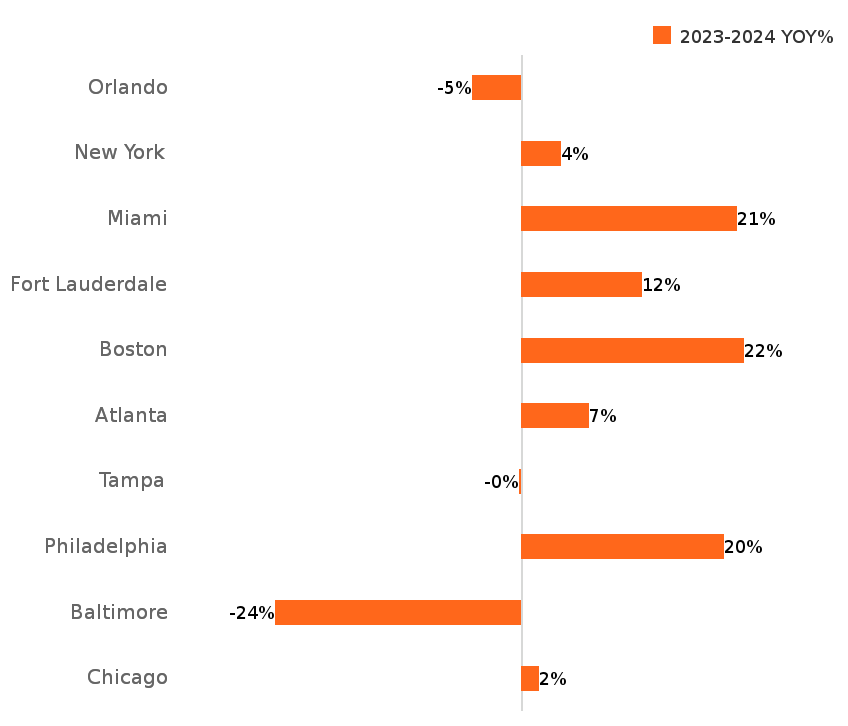 2023-2024 YOY%
Orlando -5%
New York 4%
Miami 21%
Fort Lauderdale 12%
Boston 22%
Atlanta 7%
Tampa -0%
Philadelphia 20%
Baltimore -24%
Chicago 2%